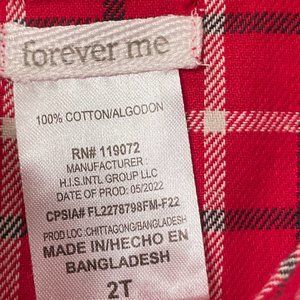 forever me
100% COTTON/ALGODON
RN# 119072
MANUFACTURER :
H.I.S.INTL GROUP LLC
DATE OF PROD: 05/2022
CPSIA# FL2278798FM-F22
PROD LOC :CHITTAGONG/BANGLADESH
MADE IN/HECHO EN
BANGLADESH
2T